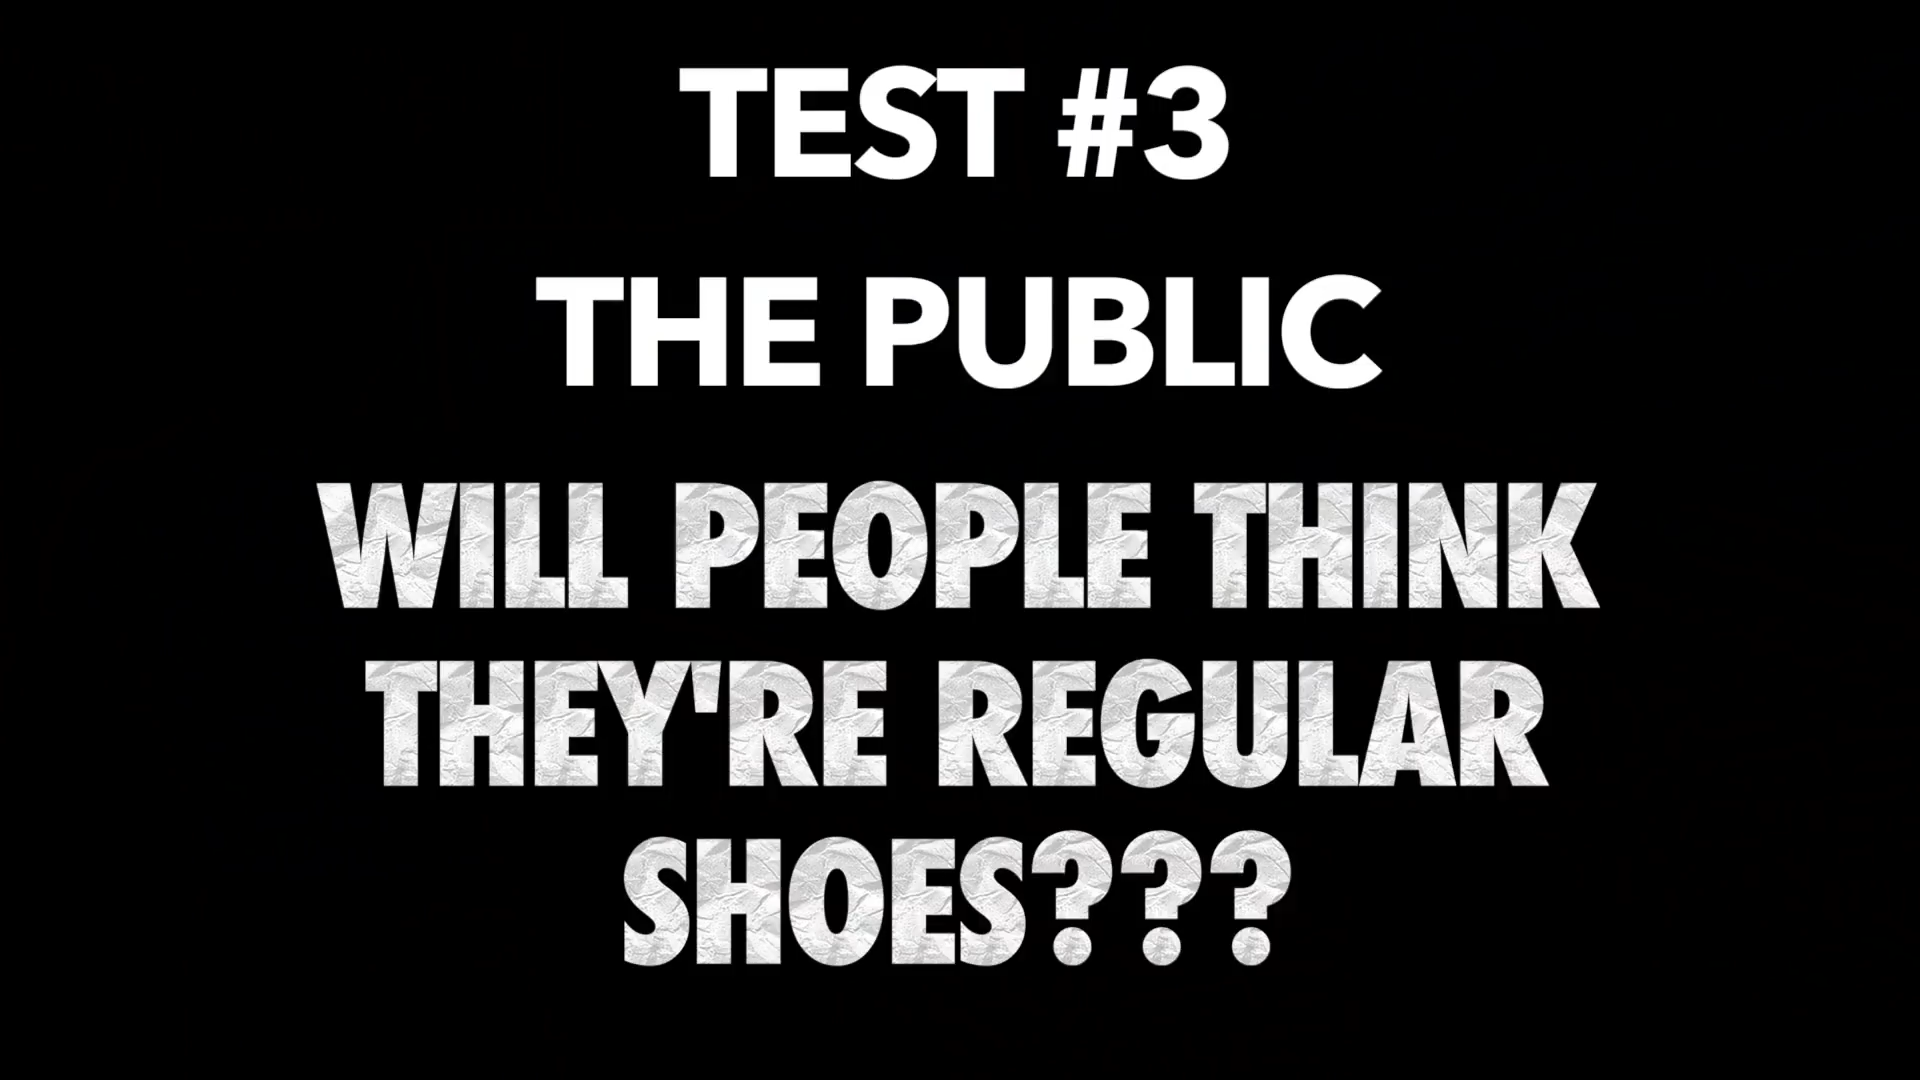 TEST #3
THE PUBLIC
WILL PEOPLE THINK
THEY'RE REGULAR
SHOES???